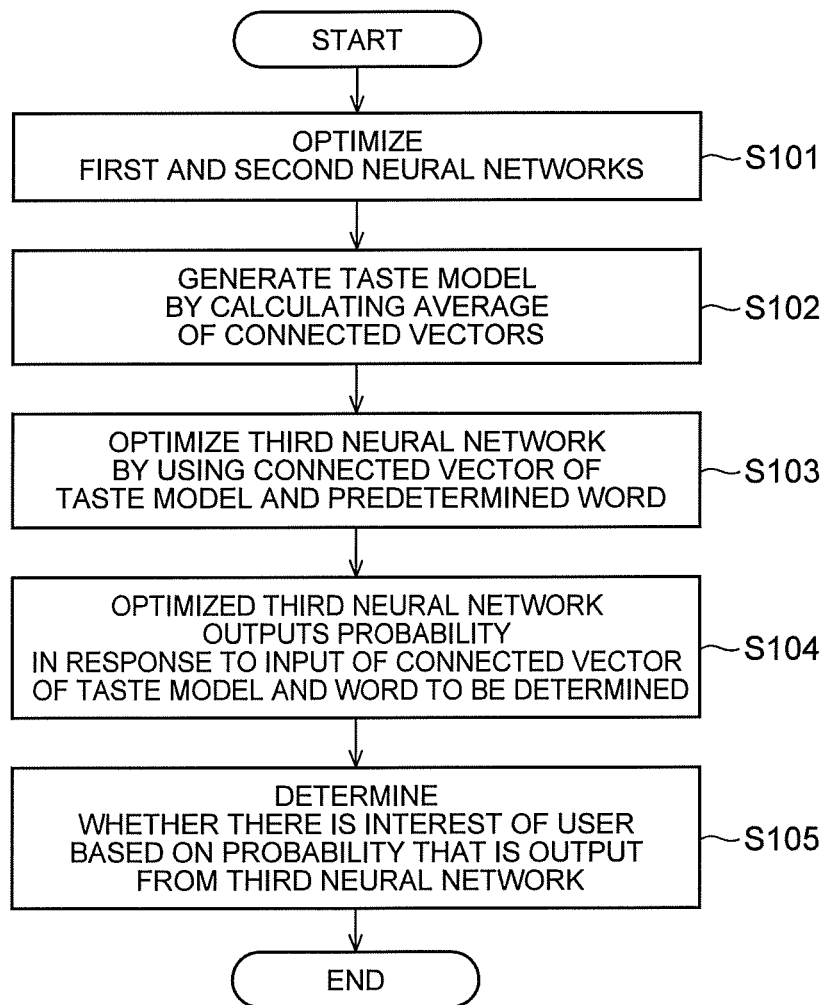 START
OPTIMIZE
FIRST AND SECOND NEURAL NETWORKS
S101
GENERATE TASTE MODEL
BY CALCULATING AVERAGE
OF CONNECTED VECTORS
S102
OPTIMIZE THIRD NEURAL NETWORK
BY USING CONNECTED VECTOR OF
TASTE MODEL AND PREDETERMINED WORD
S103
OPTIMIZED THIRD NEURAL NETWORK
OUTPUTS PROBABILITY
IN RESPONSE TO INPUT OF CONNECTED VECTOR
OF TASTE MODEL AND WORD TO BE DETERMINED
S104
DETERMINE
WHETHER THERE IS INTEREST OF USER
BASED ON PROBABILITY THAT IS OUTPUT
FROM THIRD NEURAL NETWORK
S105
END